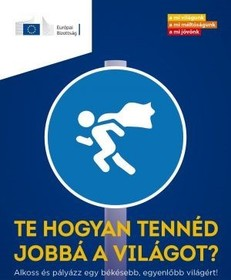 Európai
Bizottság
a mi világunk
a mi méltóságunk
a mi jövőnk
TE HOGYAN TENNÉD
JOBBÁ A VILÁGOT?
Alkoss és pályázz egy békésebb, egyenlőbb világért!